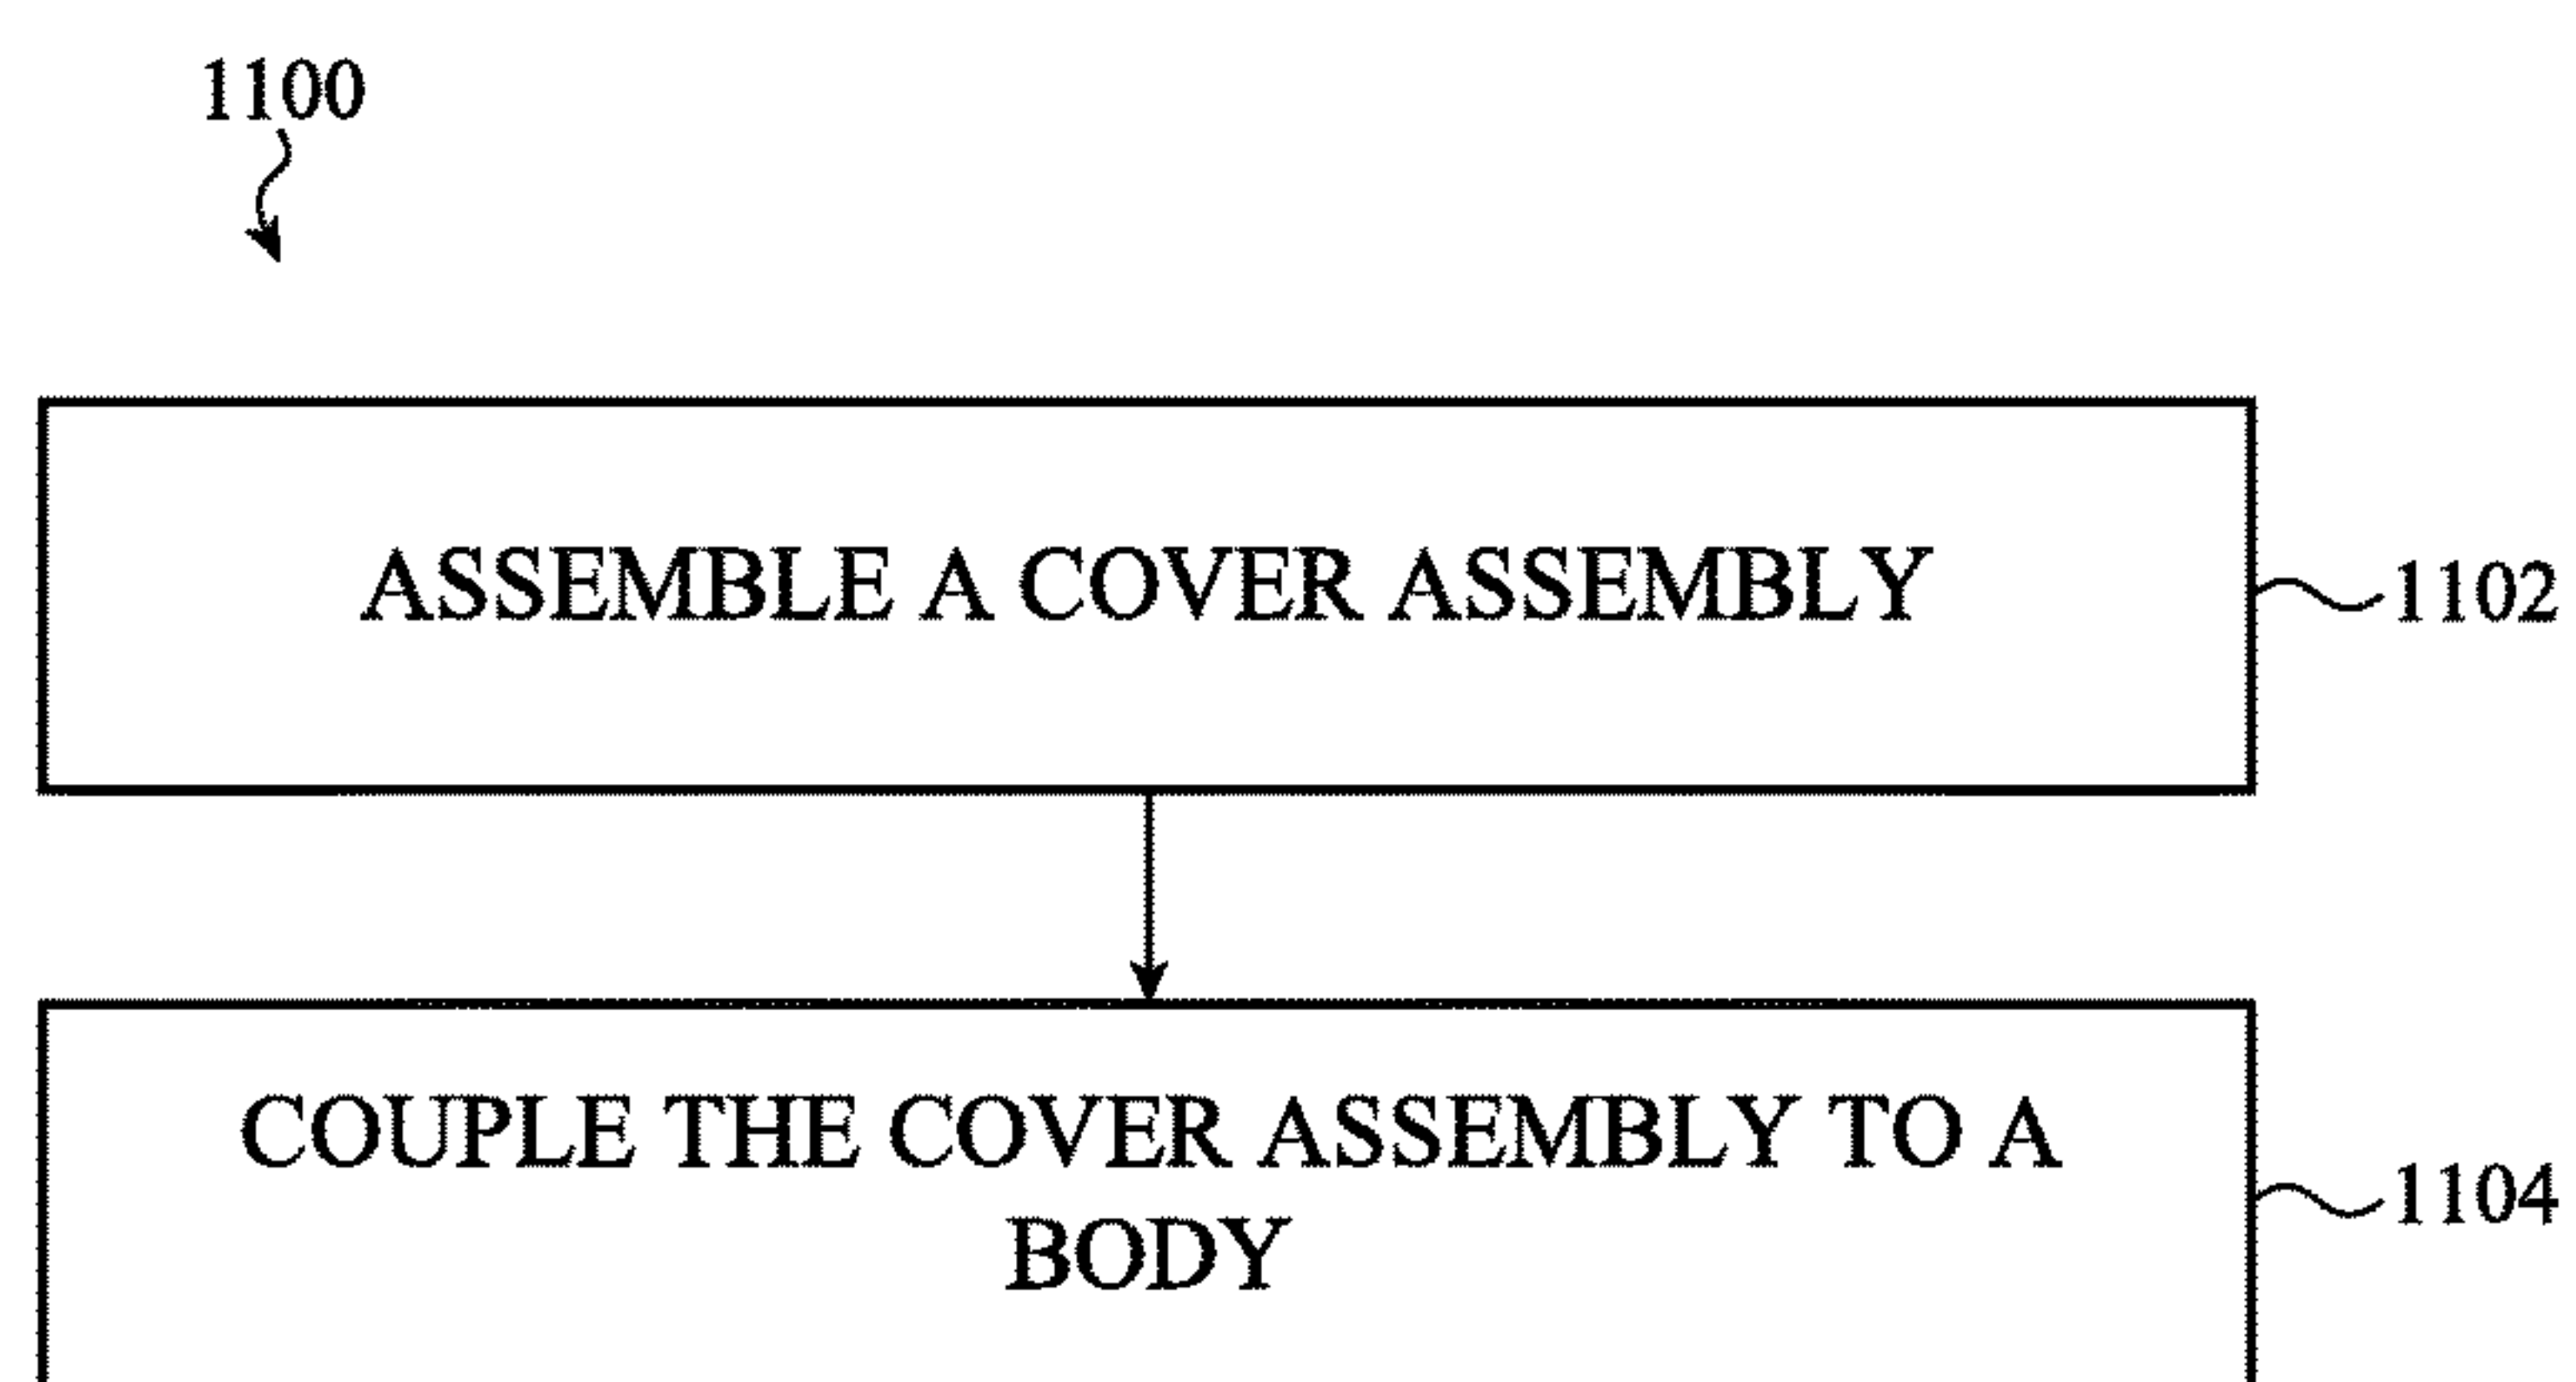 1100
ASSEMBLE A COVER ASSEMBLY
1102
COUPLE THE COVER ASSEMBLY TO A
BODY
1104